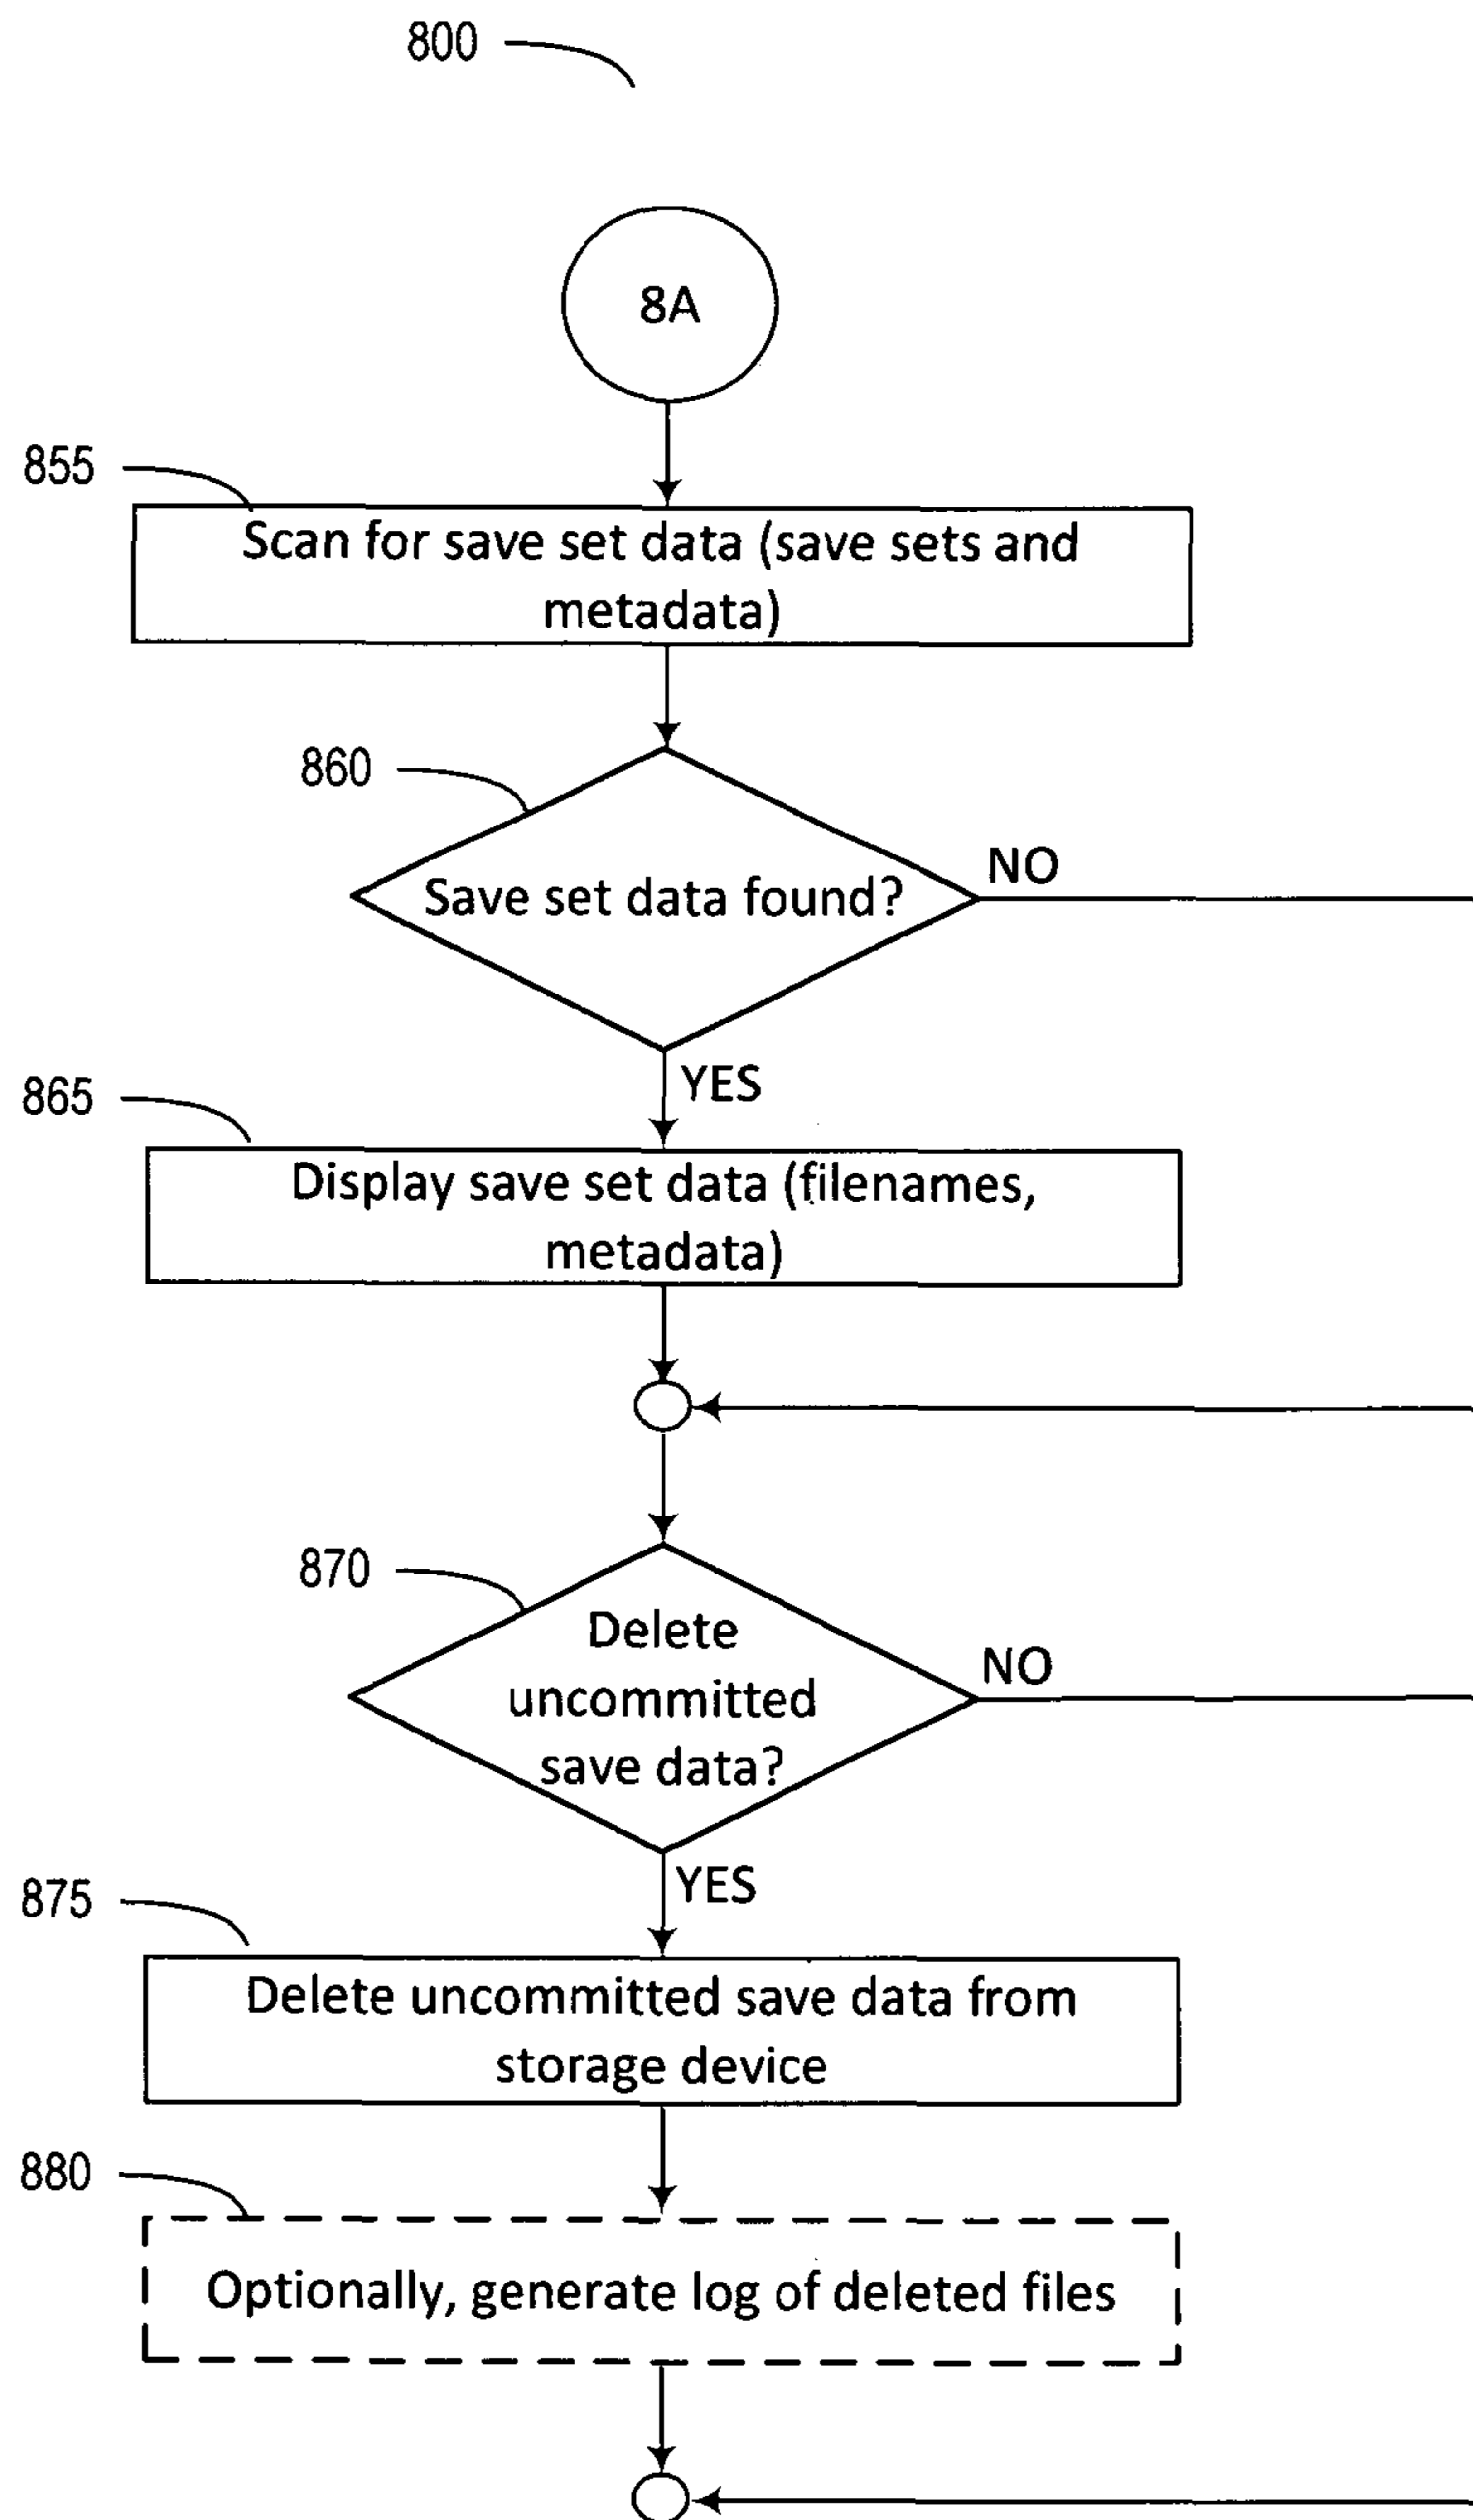 800
8A
855
Scan for save set data (save sets and
metadata)
860
Save set data found?
NO
YES
865
Display save set data (filenames,
metadata)
870
Delete
uncommitted
save data?
NO
YES
875
Delete uncommitted save data from
storage device
880
Optionally, generate log of deleted files